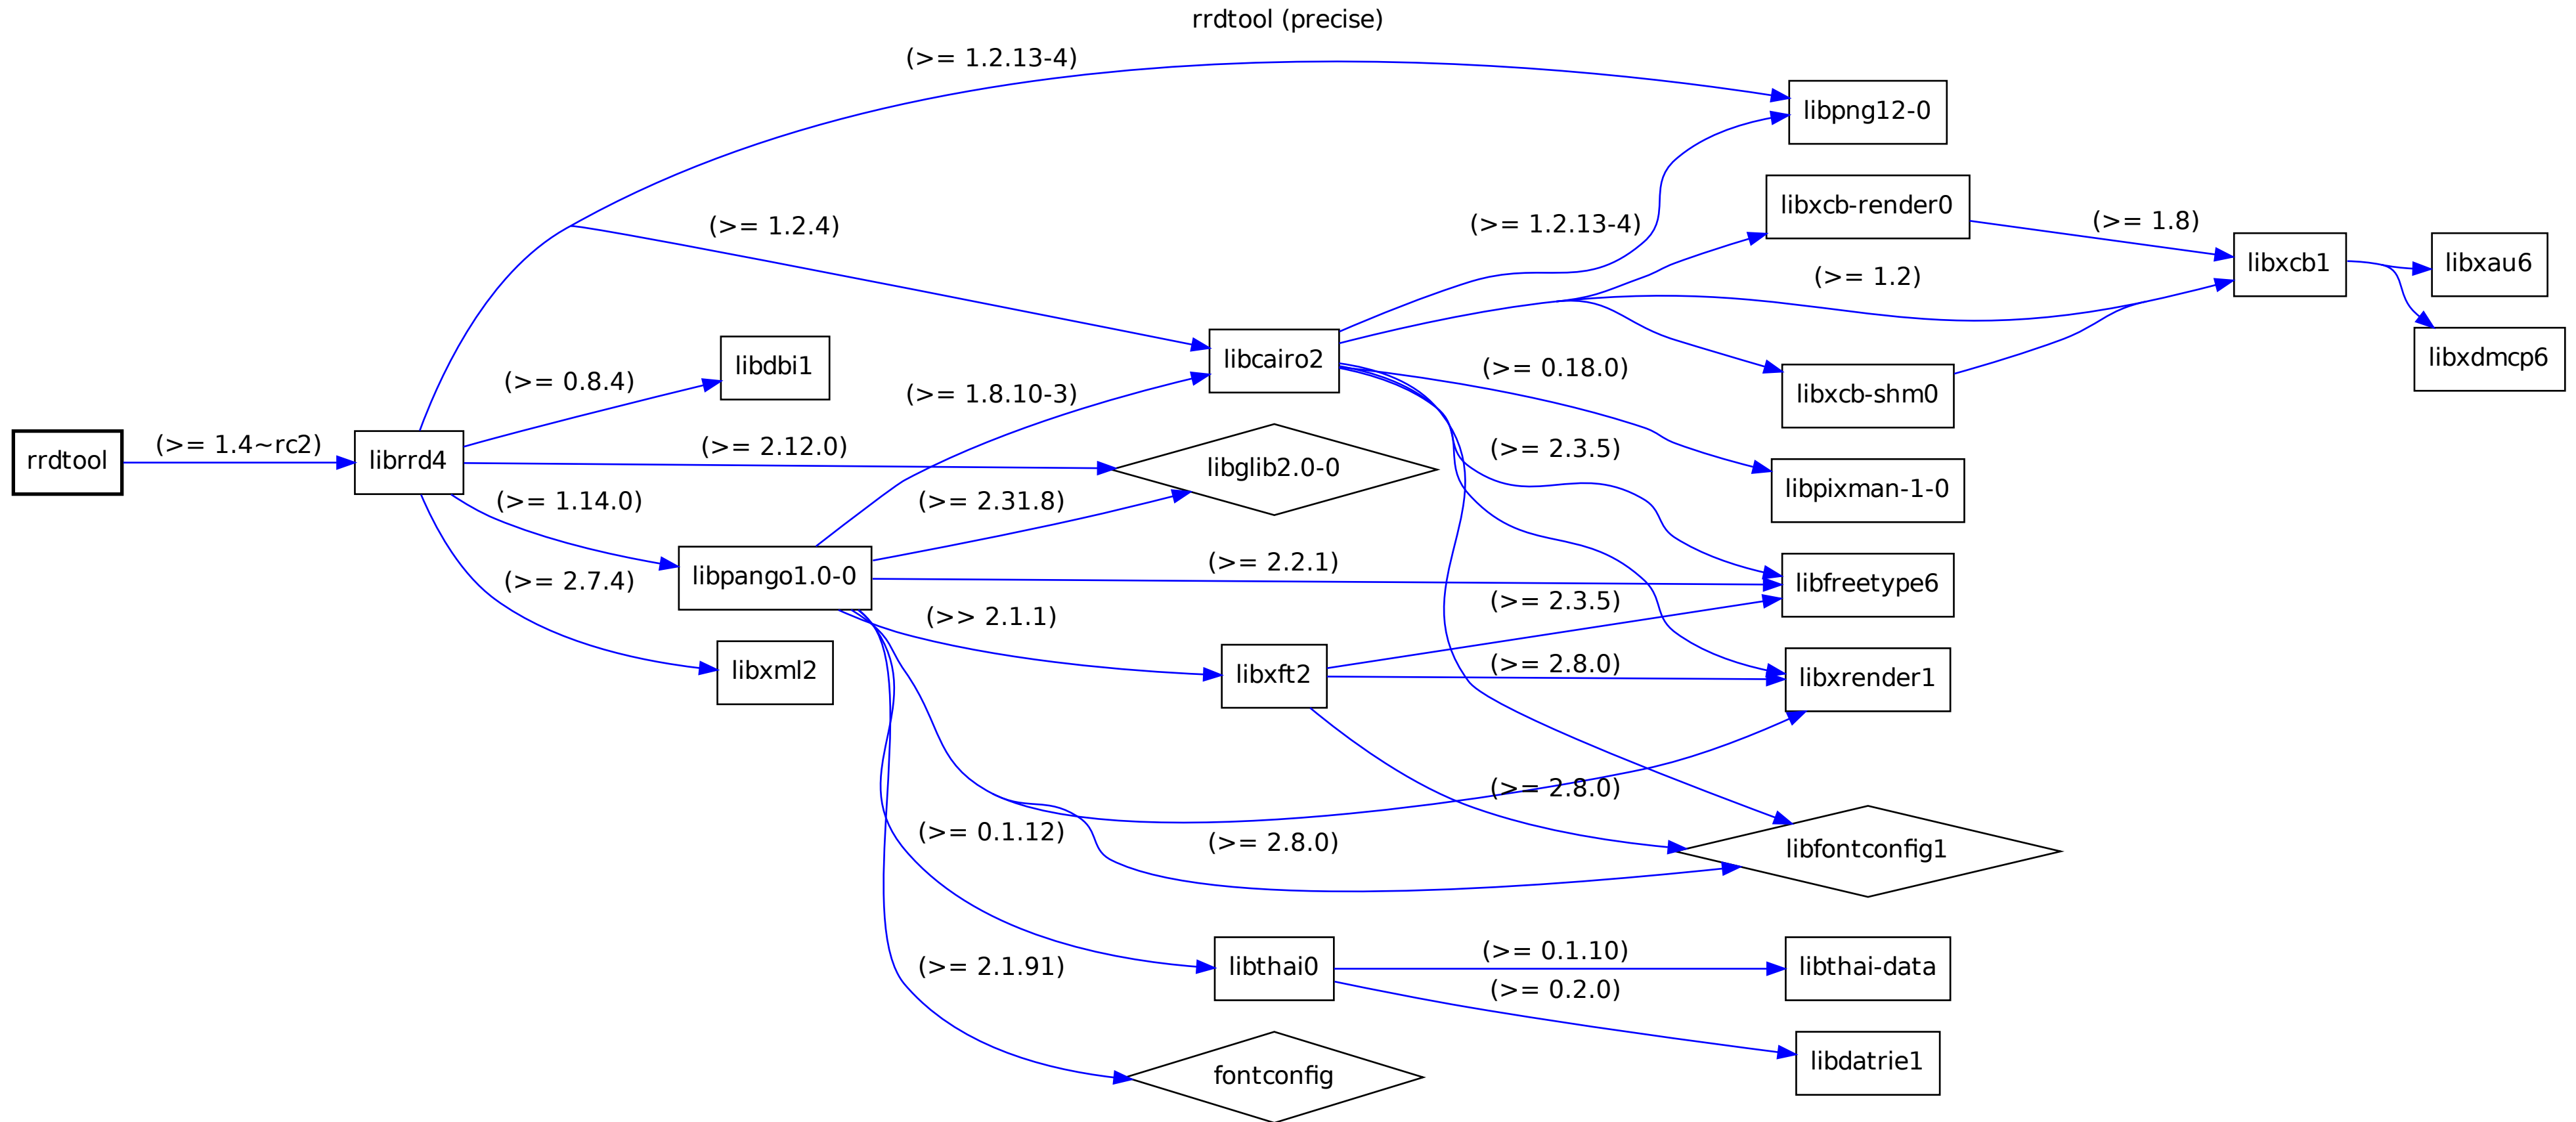 rrdtool (precise)
(>= 1.2.13-4)
libpng12-0
(>= 1.2.4)
(>= 1.2.13-4)
libxcb-render0
(>= 1.8)
libxcb1
libxau6
(>= 1.2)
libxdmcp6
libdbi1
(>= 0.8.4)
libcairo2
(>= 0.18.0)
libxcb-shm0
(>= 1.8.10-3)
rrdtool
(>= 1.4~rc2)
librrd4
(>= 2.12.0)
libglib2.0-0
(>= 2.3.5)
libpixman-1-0
(>= 1.14.0)
(>= 2.31.8)
(>= 2.7.4)
libpango1.0-0
(>= 2.2.1)
libfreetype6
(>> 2.1.1)
(>= 2.3.5)
libxml2
libxft2
(>= 2.8.0)
libxrender1
(>= 2.8.0)
(>= 0.1.12)
(>= 2.8.0)
libfontconfig1
(>= 2.1.91)
libthai0
(>= 0.1.10)
libthai-data
(>= 0.2.0)
fontconfig
libdatrie1